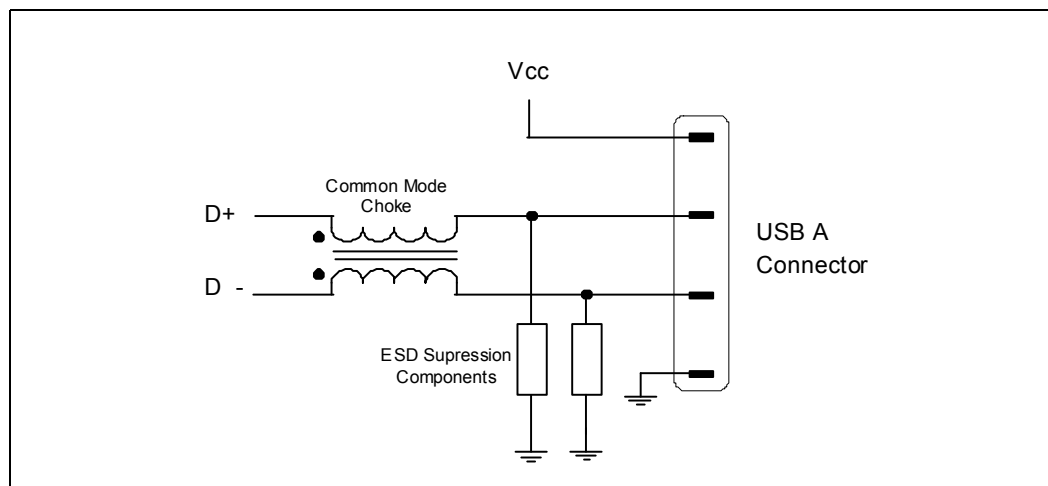 Vcc
Common Mode
Choke
D+
D -
USB A
Connector
ESD Supression
Components